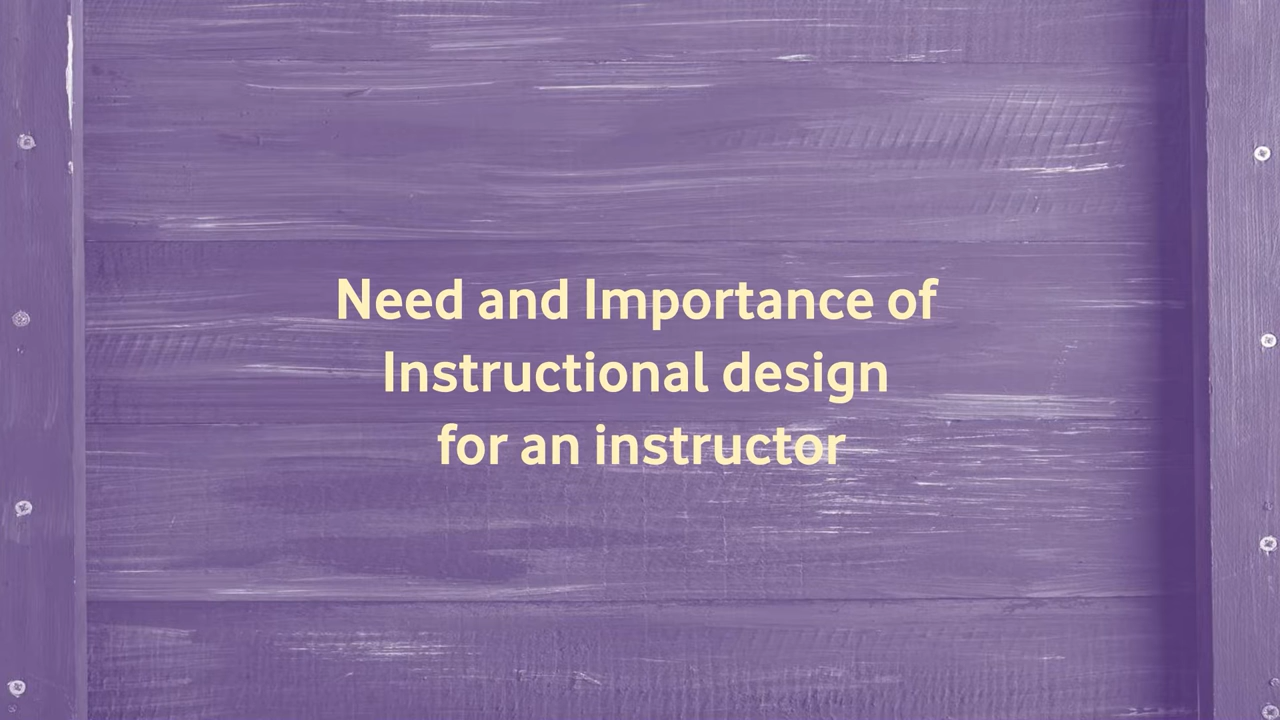 Need and Importance of
Instructional design
for an instructor